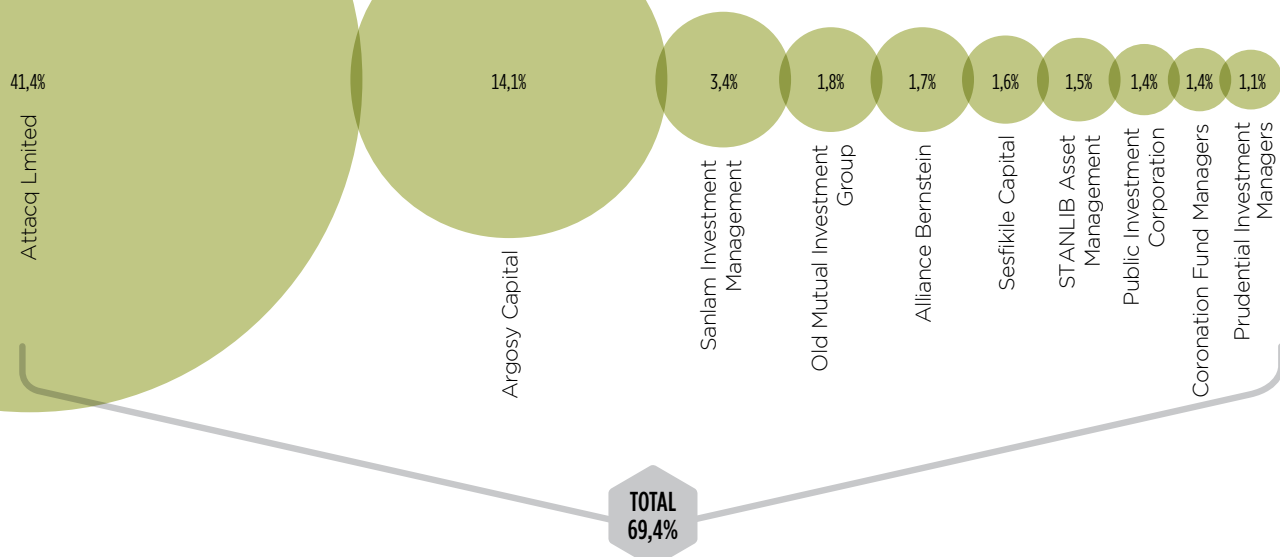 41,4%
14,1%
3,4%
1,8%
1,7%
1,6%
1,5%
1,4%
1,4%
1,1%
Attacq Lmited
Argosy Capital
Sanlam Investment
Management
Old Mutual Investment
Group
Alliance Bernstein
Sesfikile Capital
STANLIB Asset
Management
Public Investment
Corporation
Coronation Fund Managers
Prudential Investment
Managers
TOTAL
69,4%